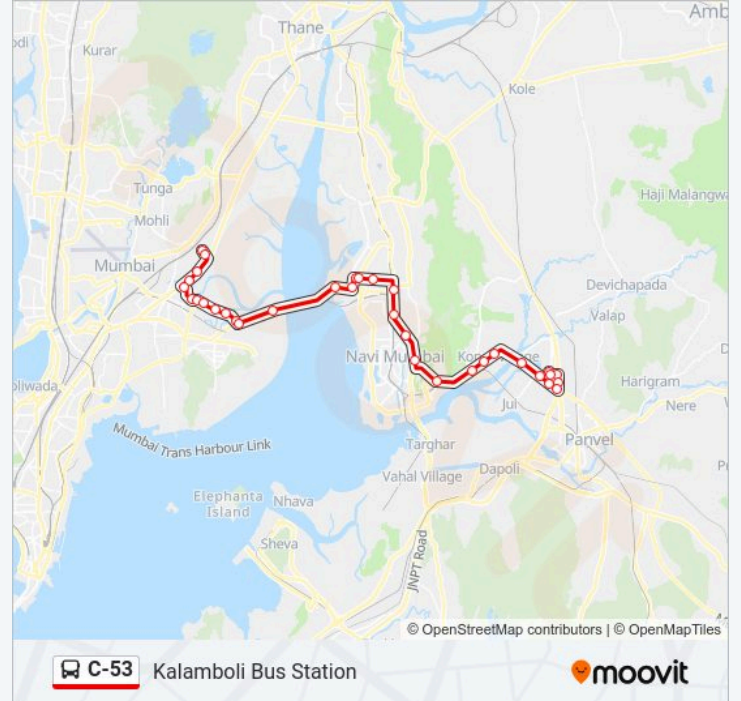 Thane
Amb
odi
Kurar
Kole
Tunga
Haji Malangwa
Mohli
Mumbai
Devichapada
Valap
Navi Mumbai
oliwada
Harigram
Jui
Nere
Mumbai Trans Harbour Link
Targhar
Panvel
Vahal Village
Dapoli
Elephanta
Island
Nhava
Sheva
JNPT Road
© OpenStreetMap contributors | © OpenMapTiles
C-53 Kalamboli Bus Station
moovit